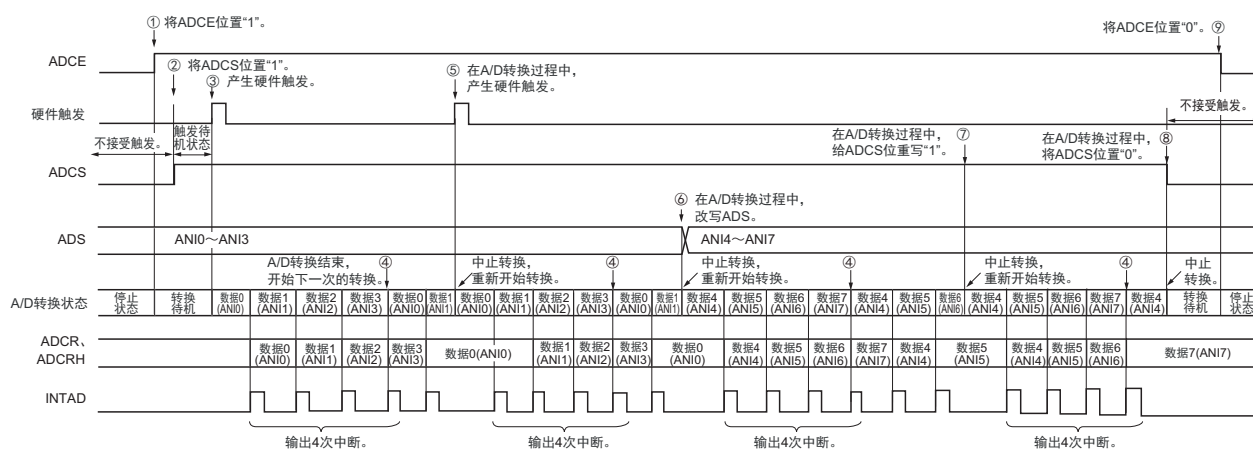 ① 将ADCE位置“1”。
将ADCE位置“0”。⑨
ADCE
② 将ADCS位置“1”。
③ 产生硬件触发。
⑤ 在A/D转换过程中，
产生硬件触发。
硬件触发
不接受触发。
触发待
机状态
不接受触发。
在A/D转换过程中， ⑦
给ADCS位重写“1”。
在A/D转换过程中， ⑧
将ADCS位置“0”。
ADCS
⑥ 在A/D转换过程中，
改写ADS。
ADS
ANI0～ANI3
ANI4～ANI7
A/D转换结束， ④
开始下一次的转换。
中止转换，
重新开始转换。
④
中止转换，
重新开始转换。
④
中止转换，
重新开始转换。
④
中止
转换。
A/D转换状态
停止
状态
转换
待机
数据0
(ANI0)
数据1
(ANI1)
数据2
(ANI2)
数据3
(ANI3)
数据0
(ANI0)
数据1
(ANI1)
数据0
(ANI0)
数据1
(ANI1)
数据2
(ANI2)
数据3
(ANI3)
数据0
(ANI0)
数据1
(ANI1)
数据4
(ANI4)
数据5
(ANI5)
数据6
(ANI6)
数据7
(ANI7)
数据4
(ANI4)
数据5
(ANI5)
数据6
(ANI6)
数据4
(ANI4)
数据5
(ANI5)
数据6
(ANI6)
数据7
(ANI7)
数据4
(ANI4)
转换
待机
停止
状态
ADCR、
ADCRH
数据0
(ANI0)
数据1
(ANI1)
数据2
(ANI2)
数据3
(ANI3)
数据0(ANI0)
数据1
(ANI1)
数据2
(ANI2)
数据3
(ANI3)
数据0
(ANI0)
数据4
(ANI4)
数据5
(ANI5)
数据6
(ANI6)
数据7
(ANI7)
数据4
(ANI4)
数据5
(ANI5)
数据4
(ANI4)
数据5
(ANI5)
数据6
(ANI6)
数据7(ANI7)
INTAD
输出4次中断。
输出4次中断。
输出4次中断。
输出4次中断。